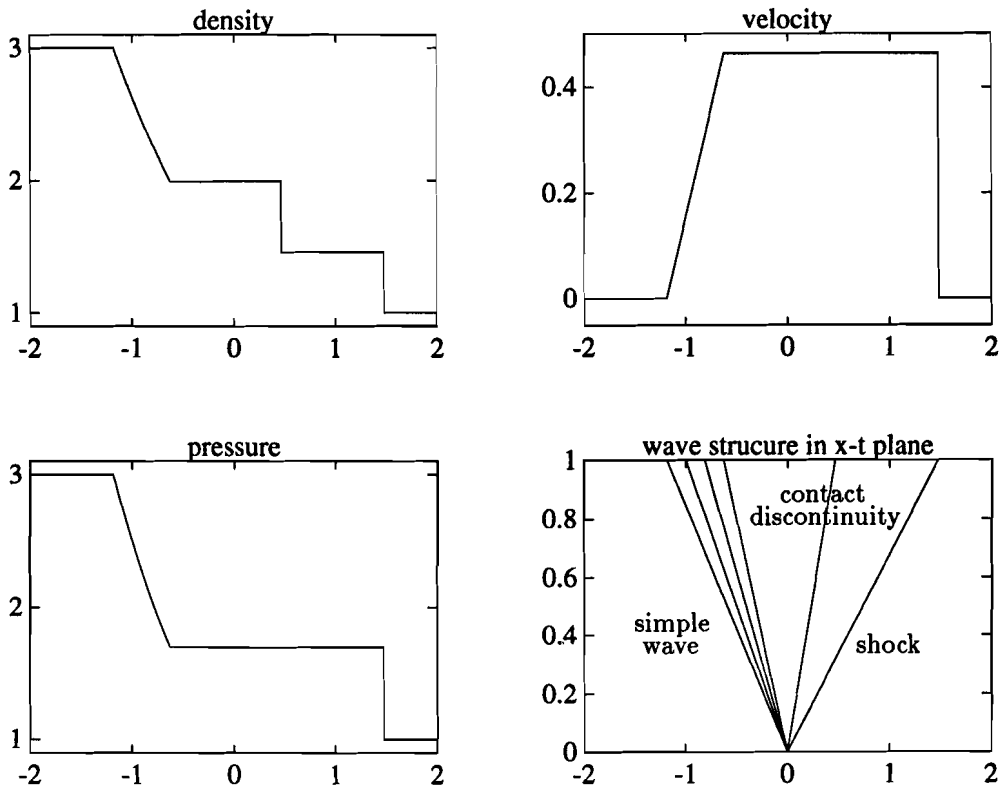 density
3
2
1
-2 -1 0 1 2
velocity
0.4
0.2
0
-2 -1 0 1 2
pressure
3
2
1
-2 -1 0 1 2
wave strucure in x-t plane
1
0.8
0.6
0.4
0.2
0
contact
discontinuity
simple
wave
shock
-2 -1 0 1 2